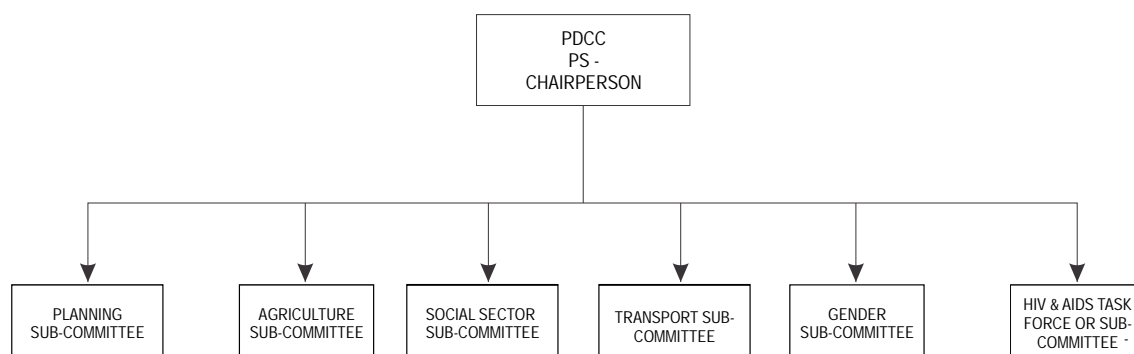 PDCC
PS -
CHAIRPERSON
PLANNING
SUB-COMMITTEE
AGRICULTURE
SUB-COMMITTEE
SOCIAL SECTOR
SUB-COMMITTEE
TRANSPORT SUB-
COMMITTEE
GENDER
SUB-COMMITTEE
HIV & AIDS TASK
FORCE OR SUB-
COMMITTEE -